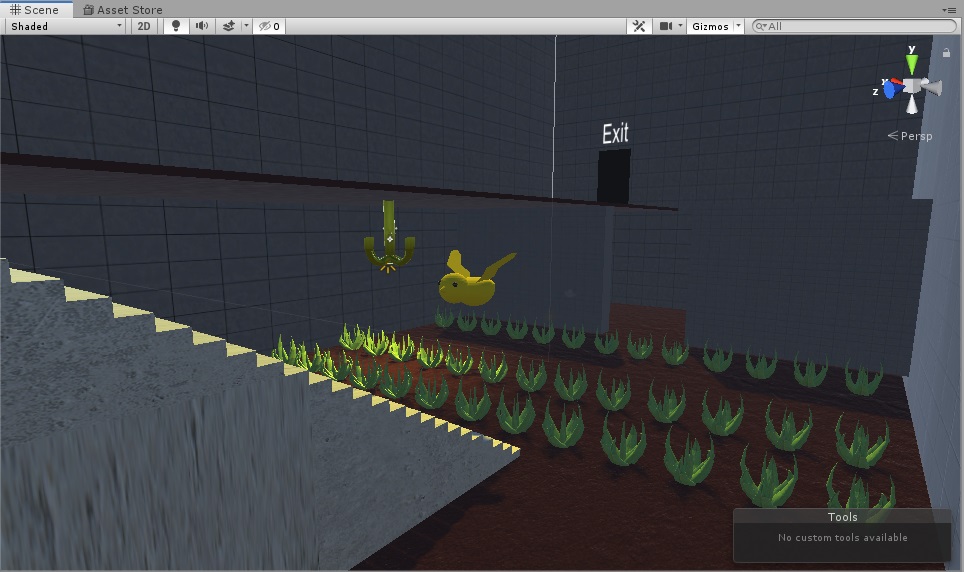 Scene
Asset Store
Shaded
2D
0
Gizmos
All
y
x
z
Persp
Exit
Tools
No custom tools available